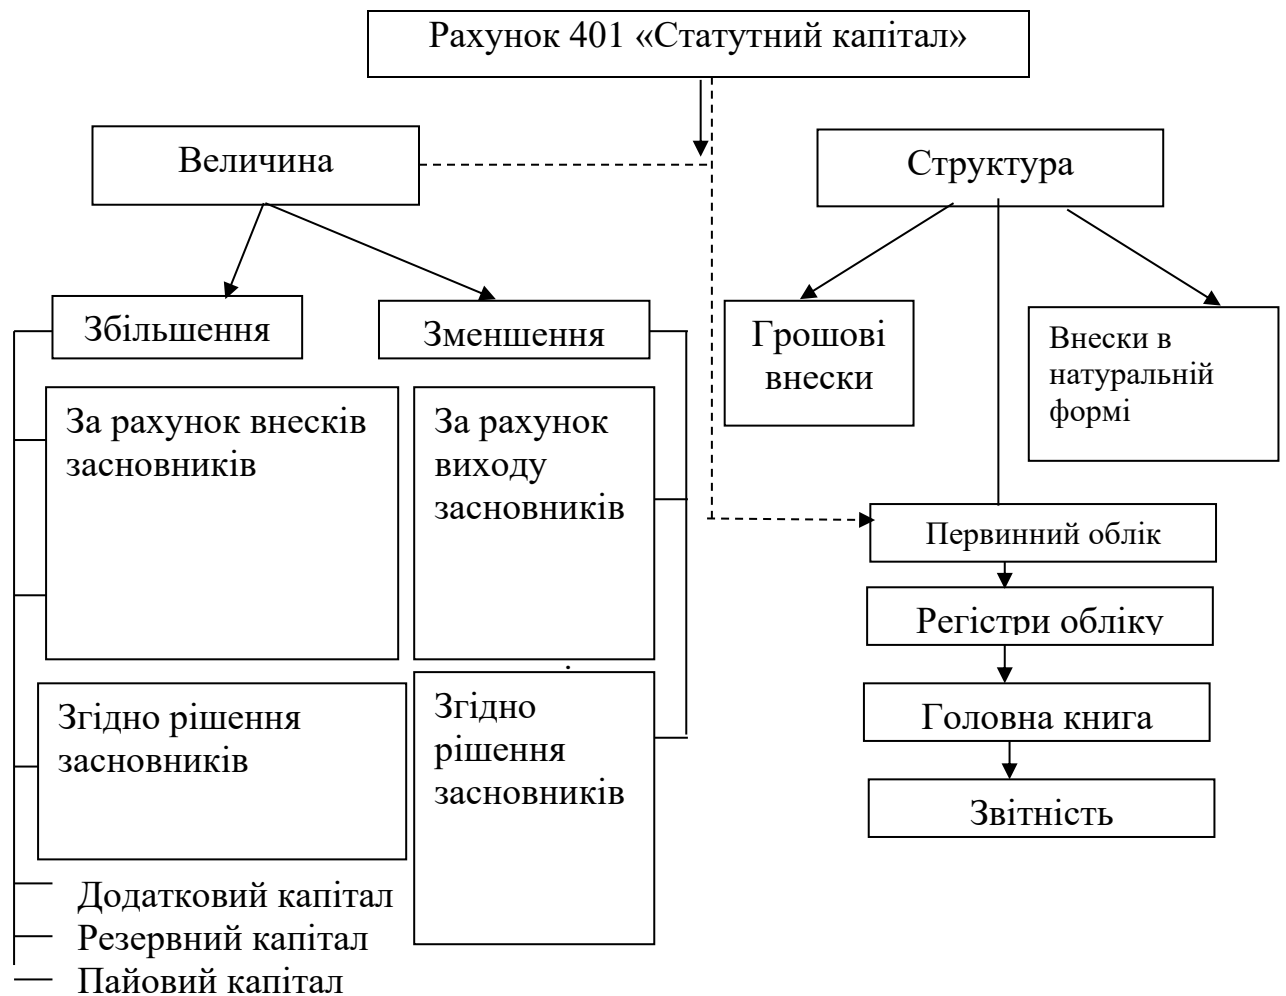 Рахунок 401 «Статутний капітал»
Величина
Структура
Збільшення
Зменшення
Грошові
внески
Внески в
натуральній
формі
За рахунок внесків
засновників
За рахунок
виходу
засновників
Первинний облік
Регістри обліку
Згідно рішення
засновників
Згідно
рішення
засновників
Головна книга
Звітність
Додатковий капітал
Резервний капітал
Пайовий капітал